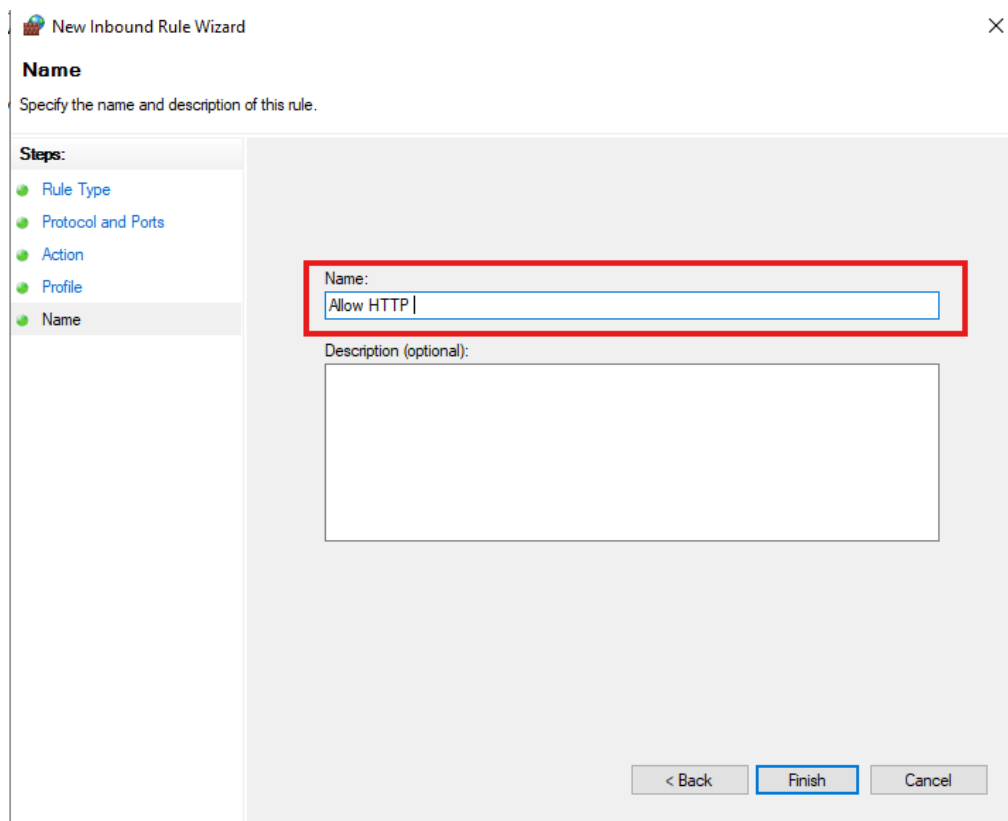 New Inbound Rule Wizard
Name
Specify the name and description of this rule.
Steps:
Rule Type
Protocol and Ports
Action
Profile
Name
Name:
Allow HTTP
Description (optional):
< Back
Finish
Cancel